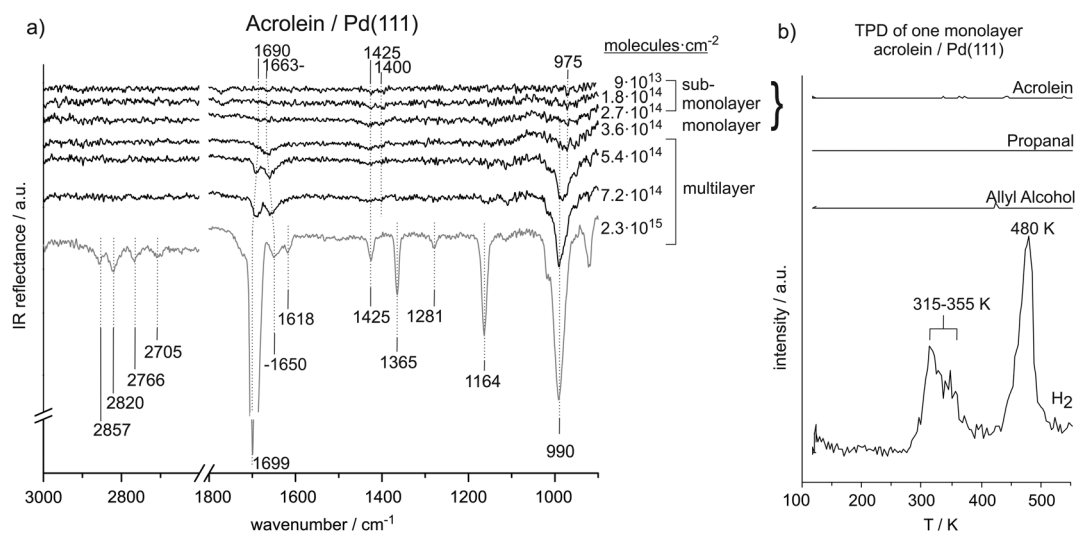 a)
Acrolein / Pd(111)
1690
1663-
1425
1400
975
molecules·cm-2
9·10^13
1.8·10^14
2.7·10^14
3.6·10^14
5.4·10^14
7.2·10^14
2.3·10^15
sub-
monolayer
monolayer
multilayer
}
IR reflectance / a.u.
2857
2820
2766
2705
1699
-1650
1618
1425
1365
1281
1164
990
3000
2800
1800
1600
1400
1200
1000
wavenumber / cm-1
b)
TPD of one monolayer
acrolein / Pd(111)
Acrolein
Propanal
Allyl Alcohol
480 K
315-355 K
H2
intensity / a.u.
100
200
300
400
500
T / K